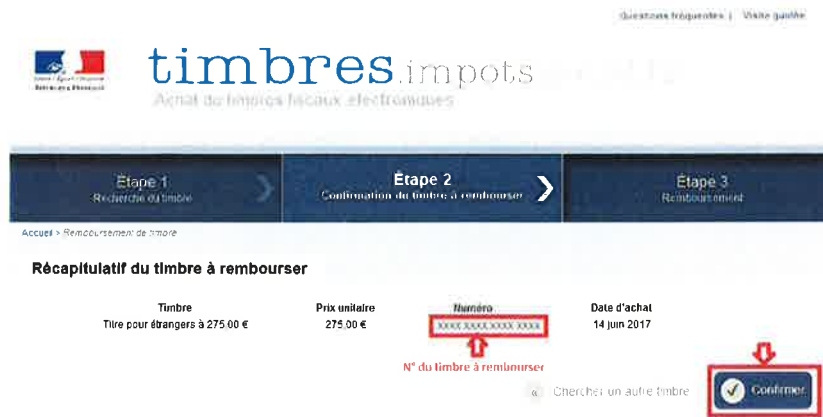 Questions fréquentes | Visite guidée
timbres.impots
Achat de timbres fiscaux électroniques
Étape 1
Recherche du timbre
Étape 2
Confirmation du timbre à rembourser
Étape 3
Remboursement
Accueil > Remboursement de timbre
Récapitulatif du timbre à rembourser
Timbre Prix unitaire Numéro Date d'achat
Titre pour étrangers à 275,00 € 275,00 € XXXX XXXX XXXX XXXX 14 juin 2017
N° du timbre à rembourser
« Chercher un autre timbre Confirmer